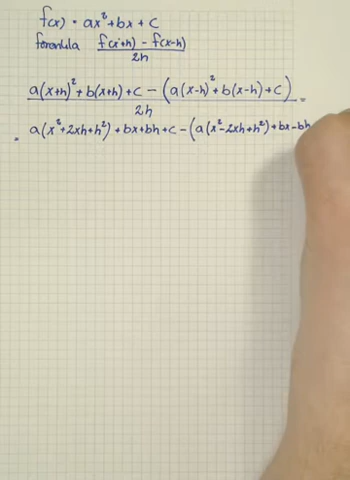 f(x) = ax²+bx+c
formula f(x+h) - f(x-h)
2h
a(x+h)²+b(x+h)+c - (a(x-h)²+b(x-h)+c) =
2h
= a(x²+2xh+h²)+bx+bh+c-(a(x²-2xh+h²)+bx-bh